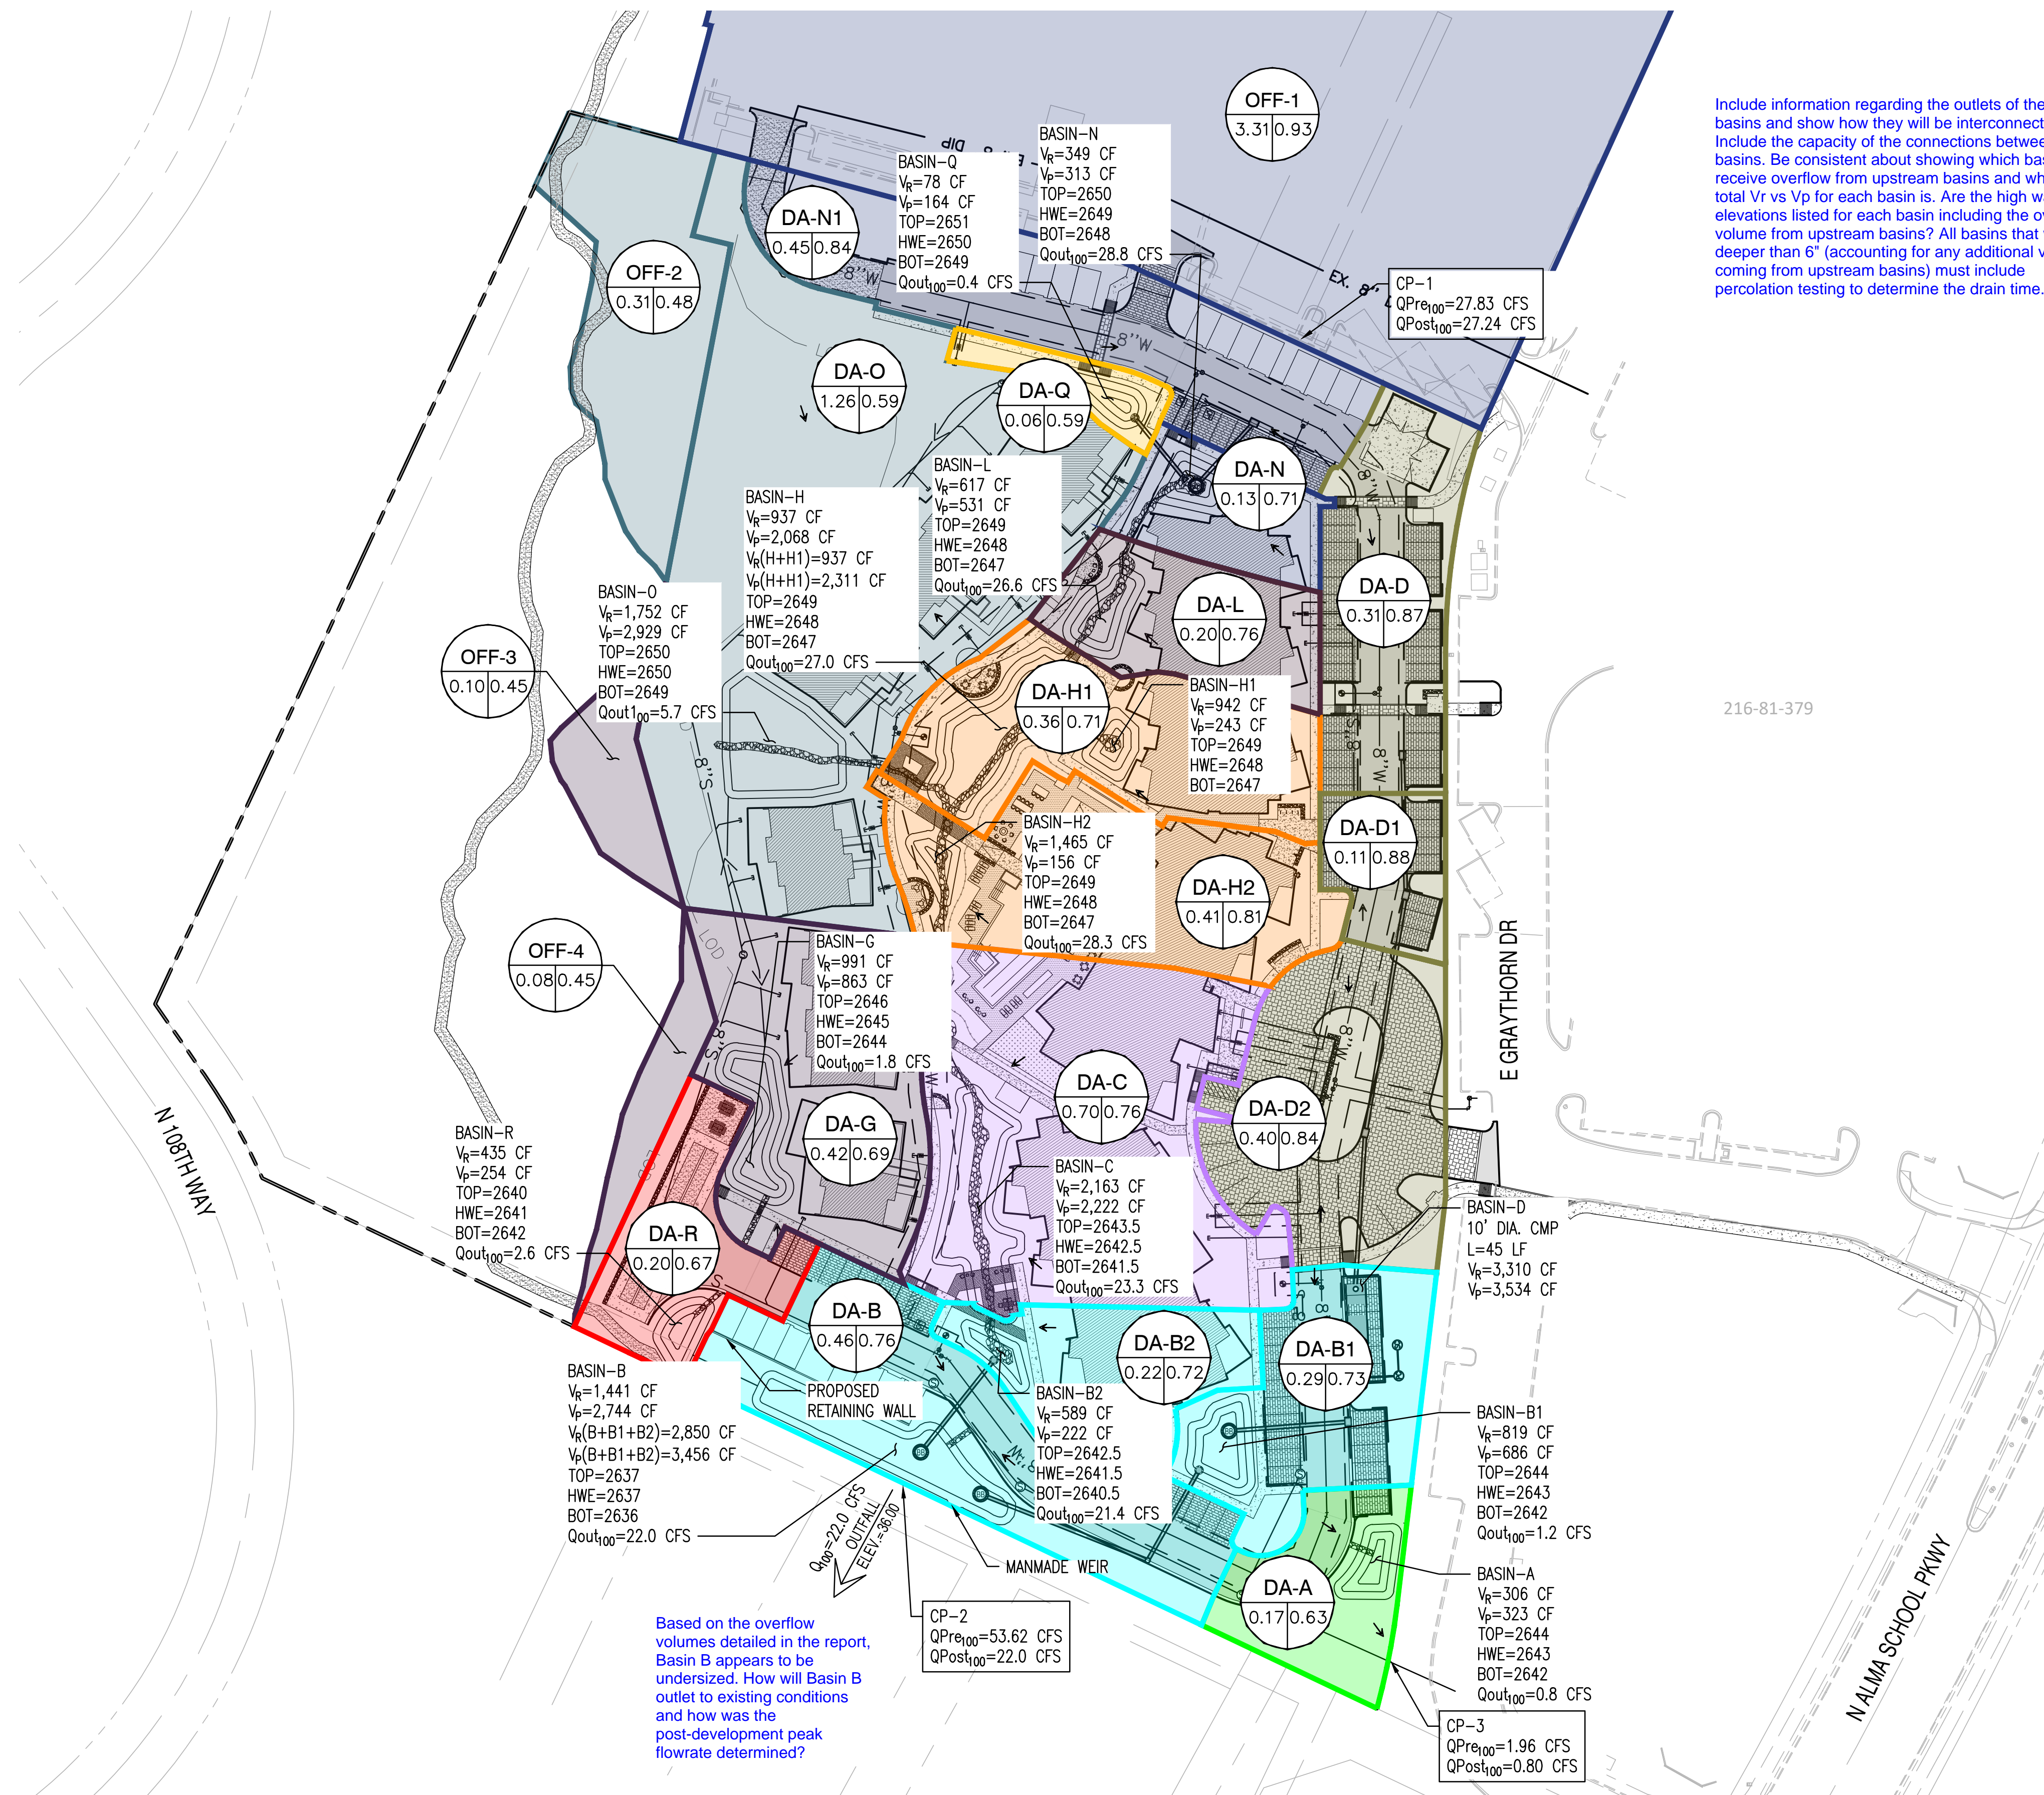 OFF-1
3.31 0.93
Include information regarding the outlets of the
basins and show how they will be interconnect
Include the capacity of the connections betwee
basins. Be consistent about showing which bas
receive overflow from upstream basins and wh
total Vr vs Vp for each basin is. Are the high wa
elevations listed for each basin including the o
volume from upstream basins? All basins that
deeper than 6" (accounting for any additional v
coming from upstream basins) must include
percolation testing to determine the drain time.
BASIN-N
VR=349 CF
VP=313 CF
TOP=2650
HWE=2649
BOT=2648
Qout100=28.8 CFS
BASIN-Q
VR=78 CF
VP=164 CF
TOP=2651
HWE=2650
BOT=2649
Qout100=0.4 CFS
DIP
EX. 8"
DA-N1
0.45 0.84
8"W
OFF-2
0.31 0.48
CP-1
QPre100=27.83 CFS
QPost100=27.24 CFS
8"W
DA-O
1.26 0.59
DA-Q
0.06 0.59
BASIN-L
VR=617 CF
VP=531 CF
TOP=2649
HWE=2648
BOT=2647
Qout100=26.6 CFS
DA-N
0.13 0.71
8"W
BASIN-H
VR=937 CF
VP=2,068 CF
VR(H+H1)=937 CF
VP(H+H1)=2,311 CF
TOP=2649
HWE=2648
BOT=2647
Qout100=27.0 CFS
DA-D
0.31 0.87
DA-L
0.20 0.76
BASIN-O
VR=1,752 CF
VP=2,929 CF
TOP=2650
HWE=2650
BOT=2649
Qout100=5.7 CFS
OFF-3
0.10 0.45
DA-H1
0.36 0.71
BASIN-H1
VR=942 CF
VP=243 CF
TOP=2649
HWE=2648
BOT=2647
216-81-379
8"S
8"S
8"W
BASIN-H2
VR=1,465 CF
VP=156 CF
TOP=2649
HWE=2648
BOT=2647
Qout100=28.3 CFS
DA-D1
0.11 0.88
DA-H2
0.41 0.81
E GRAYTHORN DR
OFF-4
0.08 0.45
LOD
BASIN-G
VR=991 CF
VP=863 CF
TOP=2646
HWE=2645
BOT=2644
Qout100=1.8 CFS
8"S
8"W
DA-C
0.70 0.76
DA-D2
0.40 0.84
DA-G
0.42 0.69
N 108TH WAY
BASIN-R
VR=435 CF
VP=254 CF
TOP=2640
HWE=2641
BOT=2642
Qout100=2.6 CFS
LOD
BASIN-C
VR=2,163 CF
VP=2,222 CF
TOP=2643.5
HWE=2642.5
BOT=2641.5
Qout100=23.3 CFS
DA-R
0.20 0.67
BASIN-D
10' DIA. CMP
L=45 LF
VR=3,310 CF
VP=3,534 CF
DA-B
0.46 0.76
DA-B2
0.22 0.72
DA-B1
0.29 0.73
BASIN-B
VR=1,441 CF
VP=2,744 CF
VR(B+B1+B2)=2,850 CF
VP(B+B1+B2)=3,456 CF
TOP=2637
HWE=2637
BOT=2636
Qout100=22.0 CFS
PROPOSED
RETAINING WALL
BASIN-B2
VR=589 CF
VP=222 CF
TOP=2642.5
HWE=2641.5
BOT=2640.5
Qout100=21.4 CFS
BASIN-B1
VR=819 CF
VP=686 CF
TOP=2644
HWE=2643
BOT=2642
Qout100=1.2 CFS
Q100=22.0 CFS
OUTFALL
ELEV.=36.00
MANMADE WEIR
DA-A
0.17 0.63
BASIN-A
VR=306 CF
VP=323 CF
TOP=2644
HWE=2643
BOT=2642
Qout100=0.8 CFS
N ALMA SCHOOL PKWY
Based on the overflow
volumes detailed in the report,
Basin B appears to be
undersized. How will Basin B
outlet to existing conditions
and how was the
post-development peak
flowrate determined?
CP-2
QPre100=53.62 CFS
QPost100=22.0 CFS
CP-3
QPre100=1.96 CFS
QPost100=0.80 CFS